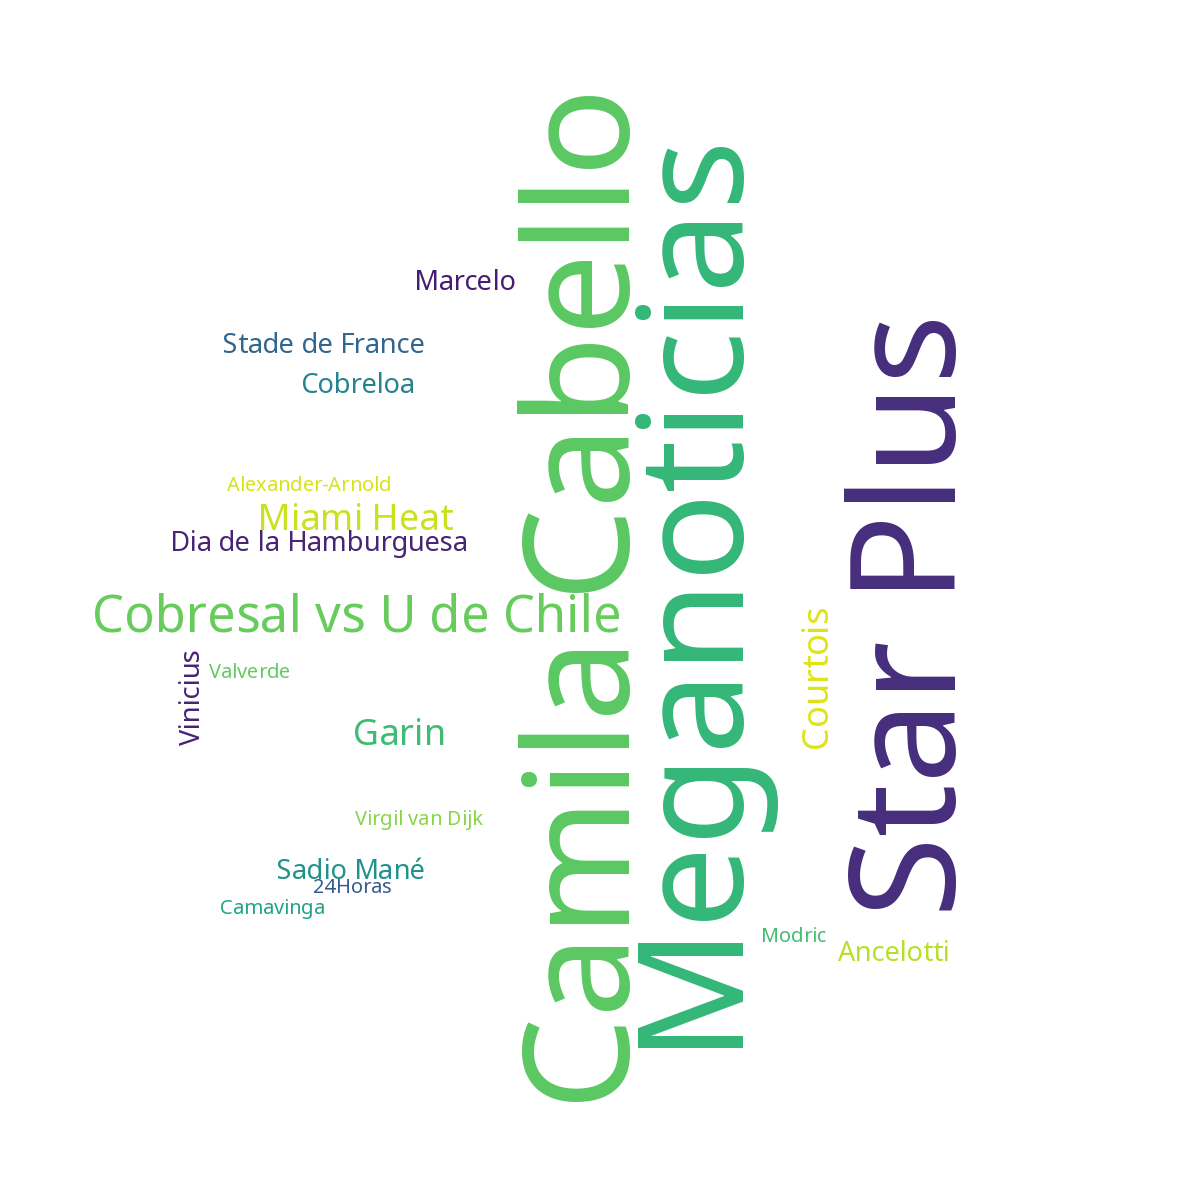 Camila Cabello
Meganoticias
Star Plus
Marcelo
Stade de France
Cobreloa
Alexander-Arnold
Miami Heat
Dia de la Hamburguesa
Cobresal vs U de Chile
Vinicius
Valverde
Courtois
Garin
Virgil van Dijk
Sadio Mané
24Horas
Camavinga
Modric
Ancelotti